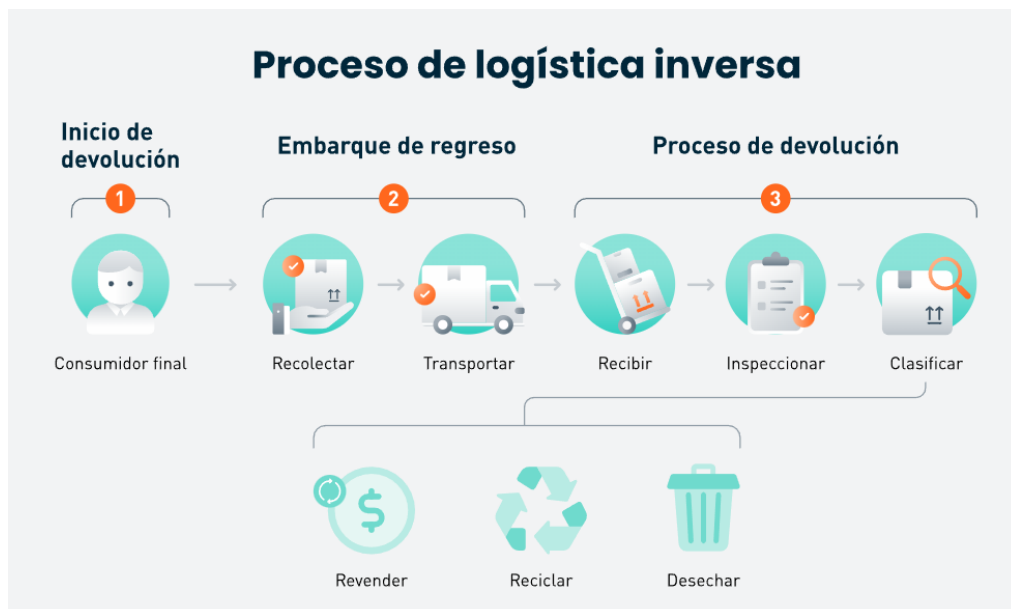 Proceso de logística inversa
Inicio de
devolución
Embarque de regreso
Proceso de devolución
1
2
3
Consumidor final
Recolectar
Transportar
Recibir
Inspeccionar
Clasificar
$
Revender
Reciclar
Desechar